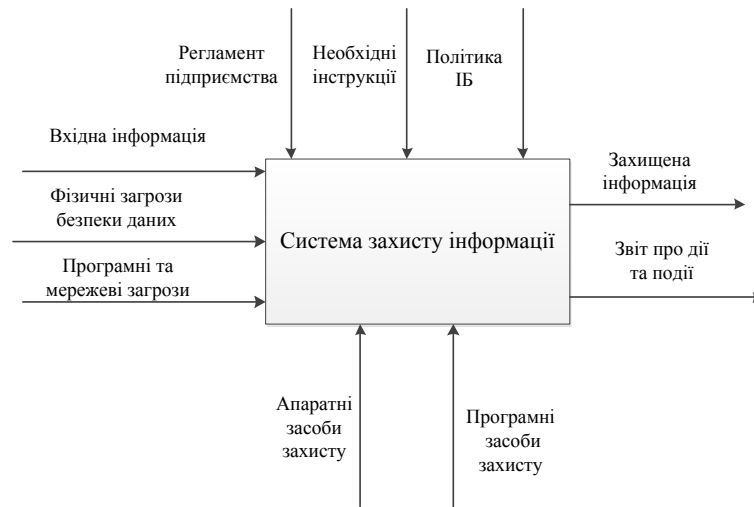 Регламент
підприємства
Необхідні
інструкції
Політика
ІБ
Вхідна інформація
Фізичні загрози
безпеки даних
Програмні та
мережеві загрози
Система захисту інформації
Захищена
інформація
Звіт про дії
та події
Апаратні
засоби
захисту
Програмні
засоби
захисту